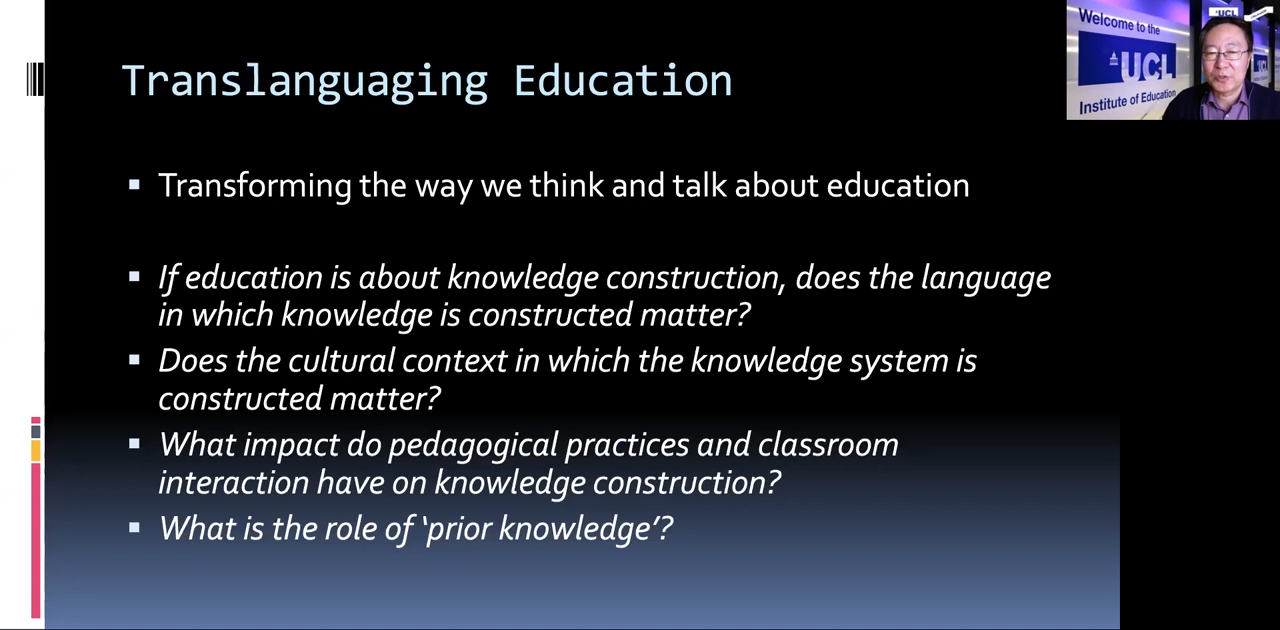 Translanguaging Education
Transforming the way we think and talk about education
If education is about knowledge construction, does the language
in which knowledge is constructed matter?
Does the cultural context in which the knowledge system is
constructed matter?
What impact do pedagogical practices and classroom
interaction have on knowledge construction?
What is the role of ‘prior knowledge’?
Welcome to the
UCL
Institute of Education
UCL